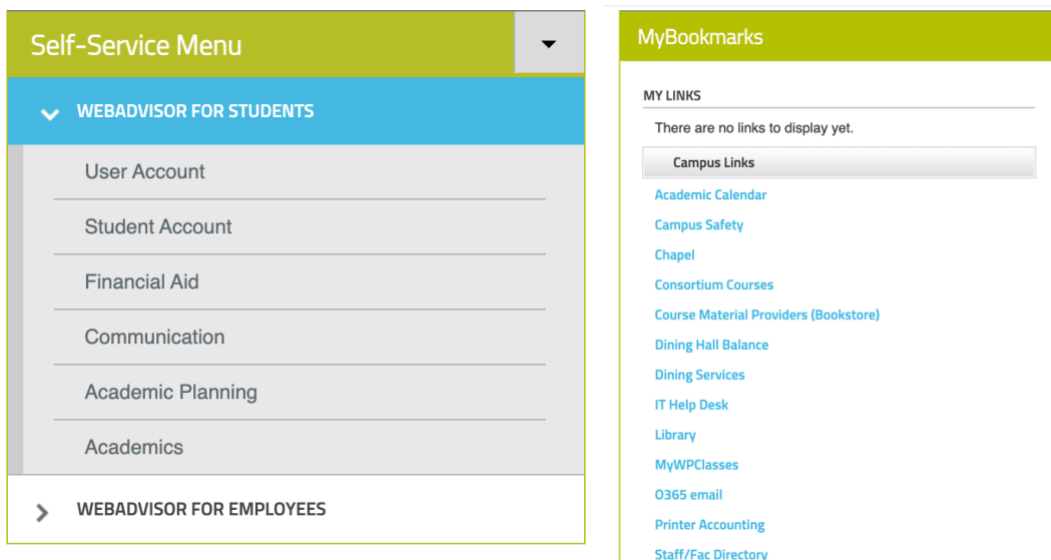 Self-Service Menu
WEBADVISOR FOR STUDENTS
User Account
Student Account
Financial Aid
Communication
Academic Planning
Academics
WEBADVISOR FOR EMPLOYEES
MyBookmarks
MY LINKS
There are no links to display yet.
Campus Links
Academic Calendar
Campus Safety
Chapel
Consortium Courses
Course Material Providers (Bookstore)
Dining Hall Balance
Dining Services
IT Help Desk
Library
MyWPClasses
O365 email
Printer Accounting
Staff/Fac Directory